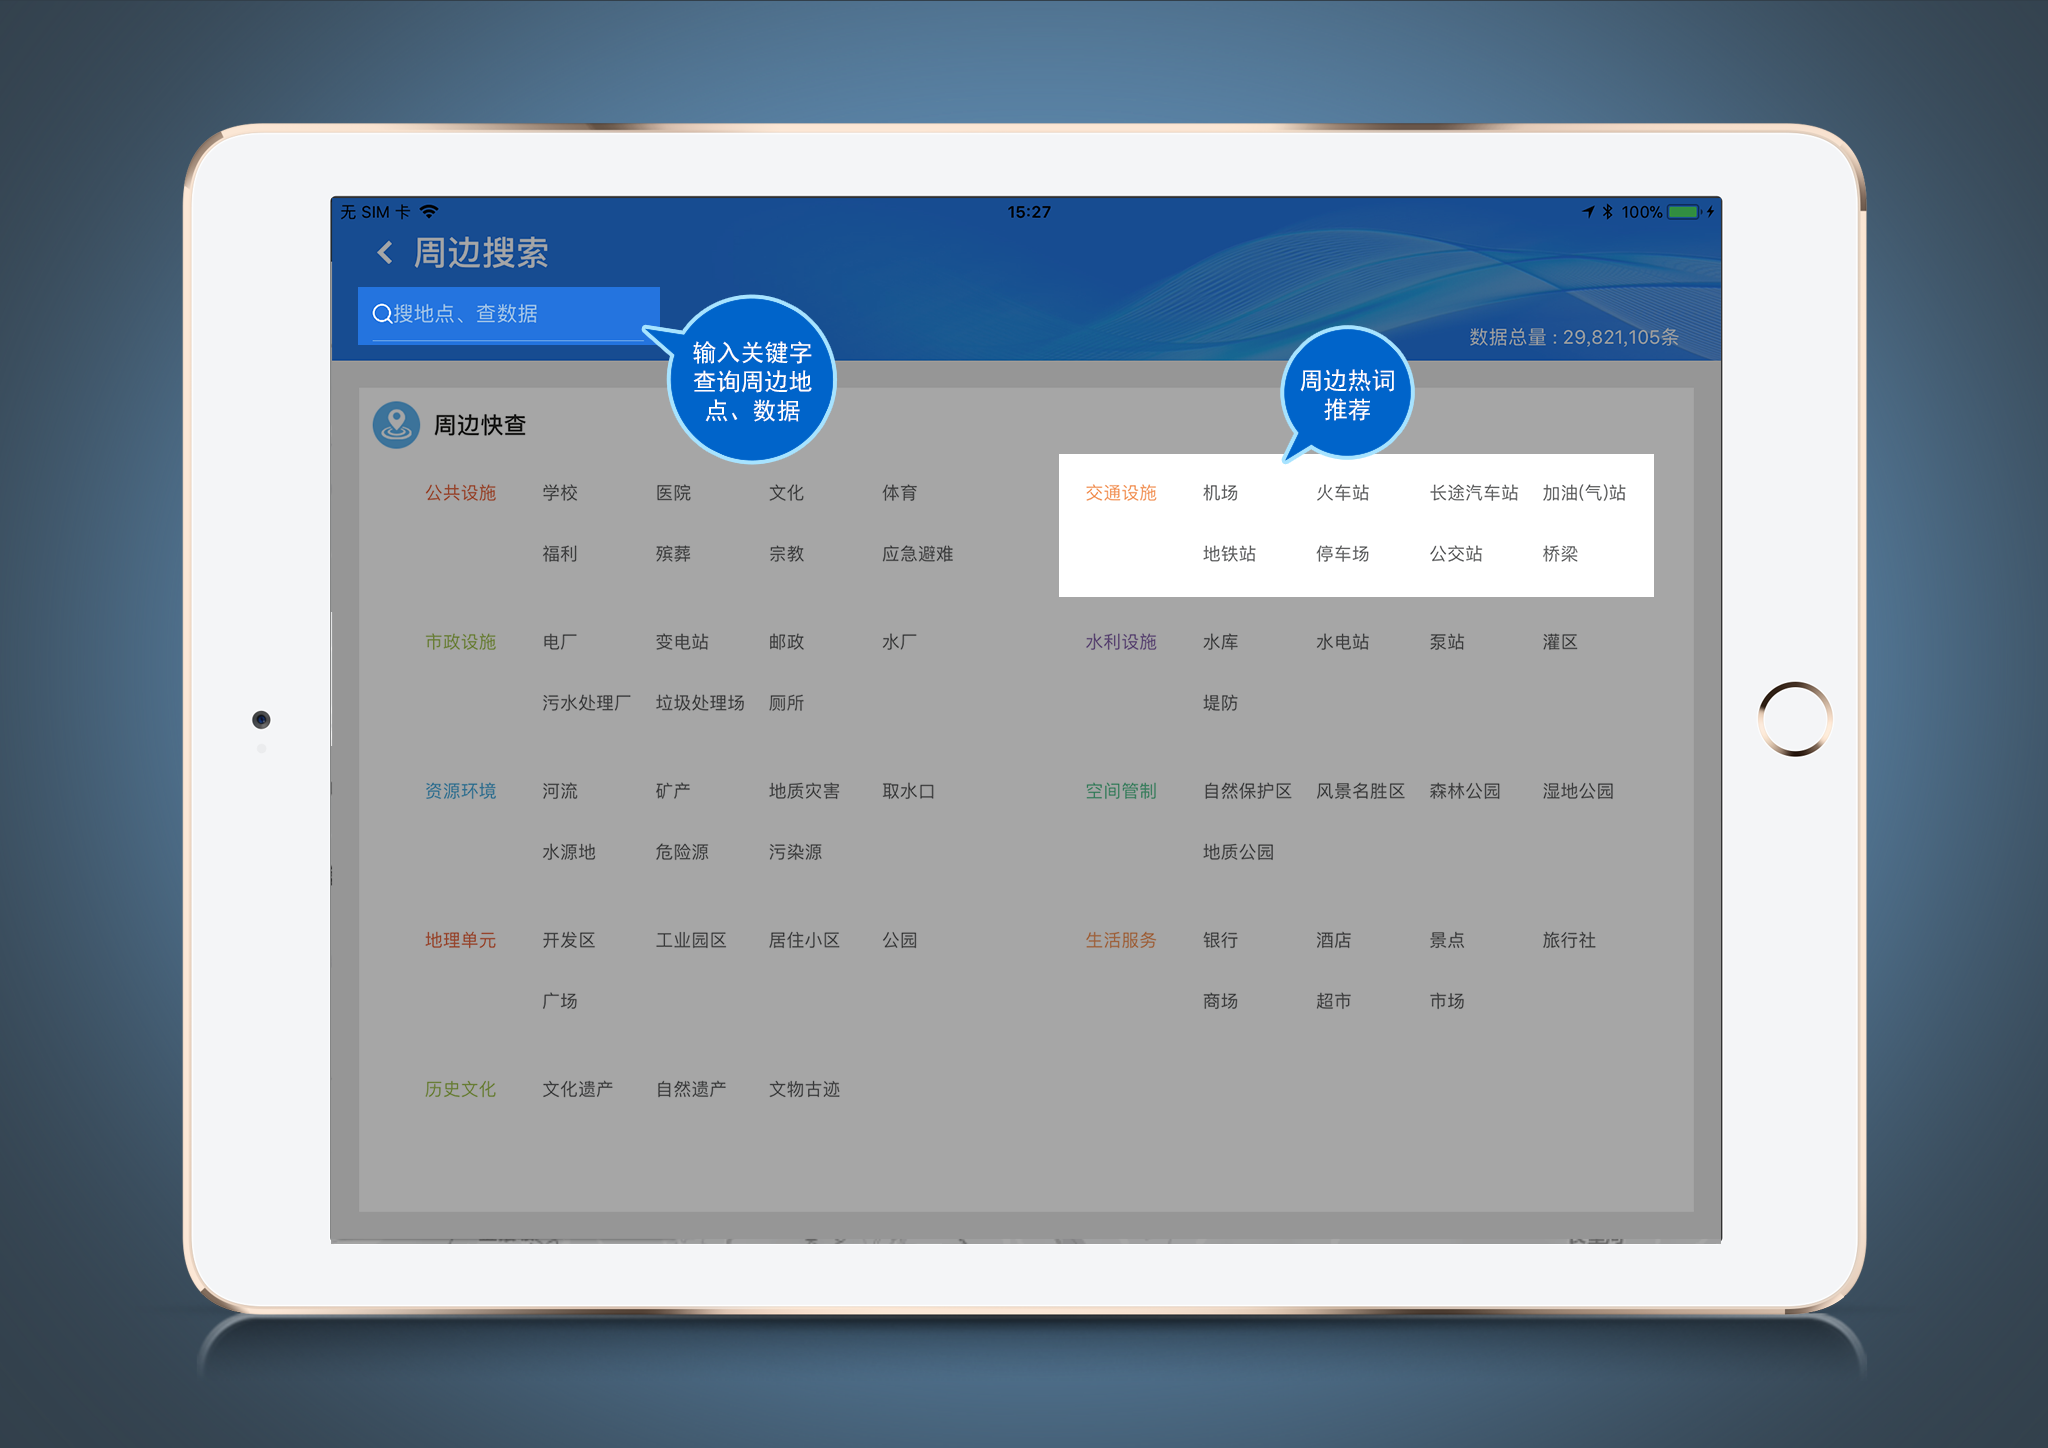 无 SIM 卡
15:27
100%
周边搜索
搜地点、查数据
输入关键字
查询周边地
点、数据
数据总量：29,821,105条
周边热词
推荐
周边快查
公共设施 学校 医院 文化 体育
福利 殡葬 宗教 应急避难
交通设施 机场 火车站 长途汽车站 加油(气)站
地铁站 停车场 公交站 桥梁
市政设施 电厂 变电站 邮政 水厂
污水处理厂 垃圾处理场 厕所
水利设施 水库 水电站 泵站 灌区
堤防
资源环境 河流 矿产 地质灾害 取水口
水源地 危险源 污染源
空间管制 自然保护区 风景名胜区 森林公园 湿地公园
地质公园
地理单元 开发区 工业园区 居住小区 公园
广场
生活服务 银行 酒店 景点 旅行社
商场 超市 市场
历史文化 文化遗产 自然遗产 文物古迹